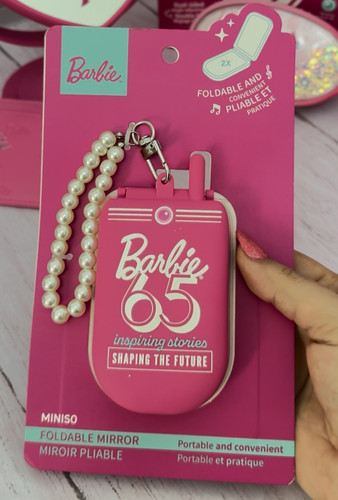 Barbie
2X
FOLDABLE AND
CONVENIENT
PLIABLE ET
PRATIQUE
Barbie
65
inspiring stories
SHAPING THE FUTURE
MINISO
FOLDABLE MIRROR
MIROIR PLIABLE
Portable and convenient
Portable et pratique